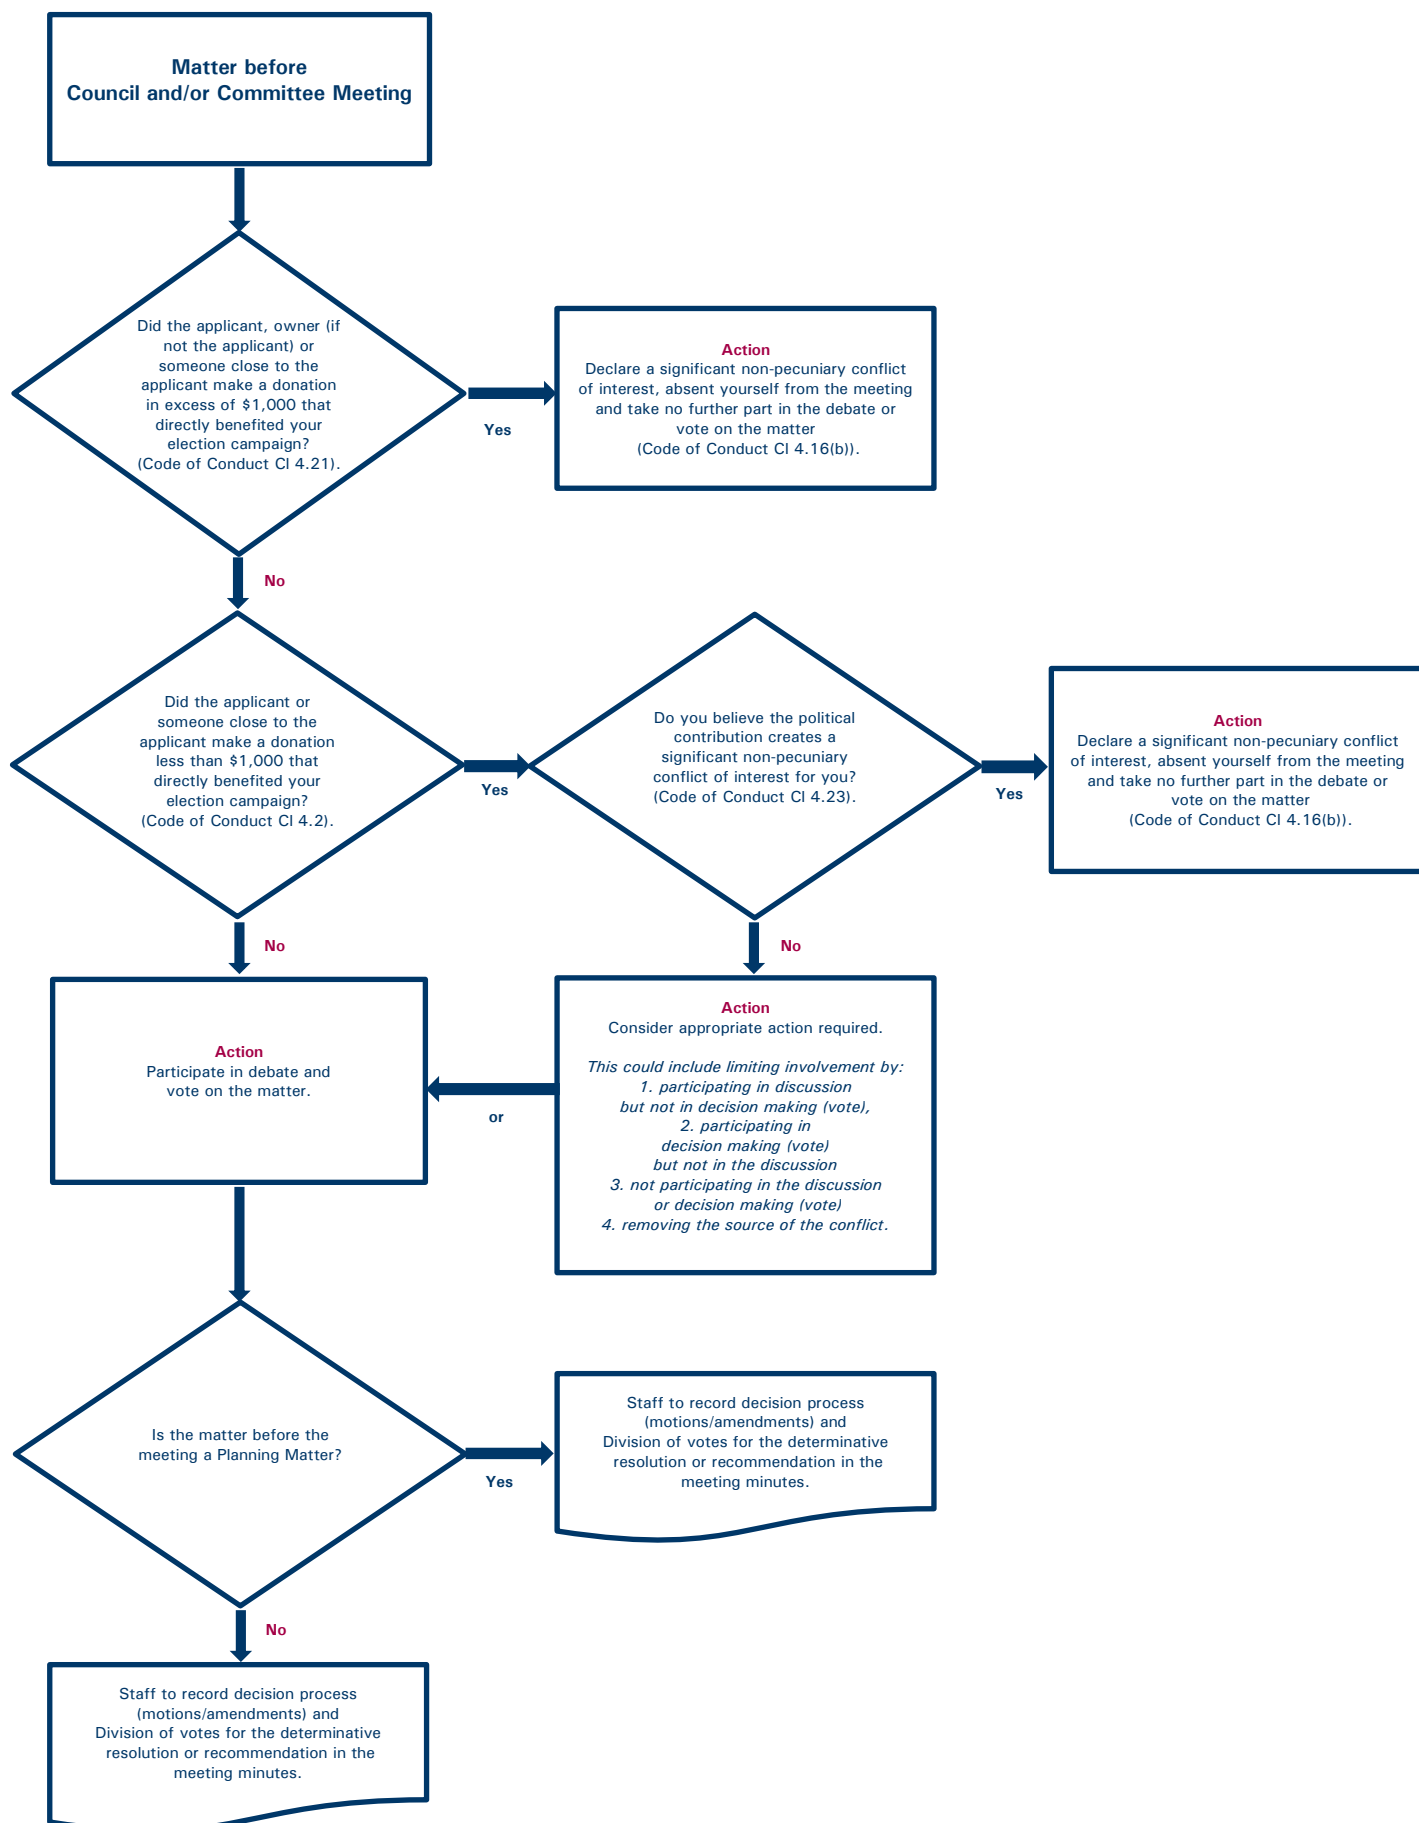 Matter before
Council and/or Committee Meeting
Did the applicant, owner (if
not the applicant) or
someone close to the
applicant make a donation
in excess of $1,000 that
directly benefited your
election campaign?
(Code of Conduct Cl 4.21).
Yes
Action
Declare a significant non-pecuniary conflict
of interest, absent yourself from the meeting
and take no further part in the debate or
vote on the matter
(Code of Conduct Cl 4.16(b)).
No
Did the applicant or
someone close to the
applicant make a donation
less than $1,000 that
directly benefited your
election campaign?
(Code of Conduct Cl 4.2).
Yes
Do you believe the political
contribution creates a
significant non-pecuniary
conflict of interest for you?
(Code of Conduct Cl 4.23).
Yes
Action
Declare a significant non-pecuniary conflict
of interest, absent yourself from the meeting
and take no further part in the debate or
vote on the matter
(Code of Conduct Cl 4.16(b)).
No
No
Action
Participate in debate and
vote on the matter.
or
Action
Consider appropriate action required.
This could include limiting involvement by:
1. participating in discussion
but not in decision making (vote),
2. participating in
decision making (vote)
but not in the discussion
3. not participating in the discussion
or decision making (vote)
4. removing the source of the conflict.
Is the matter before the
meeting a Planning Matter?
Yes
Staff to record decision process
(motions/amendments) and
Division of votes for the determinative
resolution or recommendation in the
meeting minutes.
No
Staff to record decision process
(motions/amendments) and
Division of votes for the determinative
resolution or recommendation in the
meeting minutes.